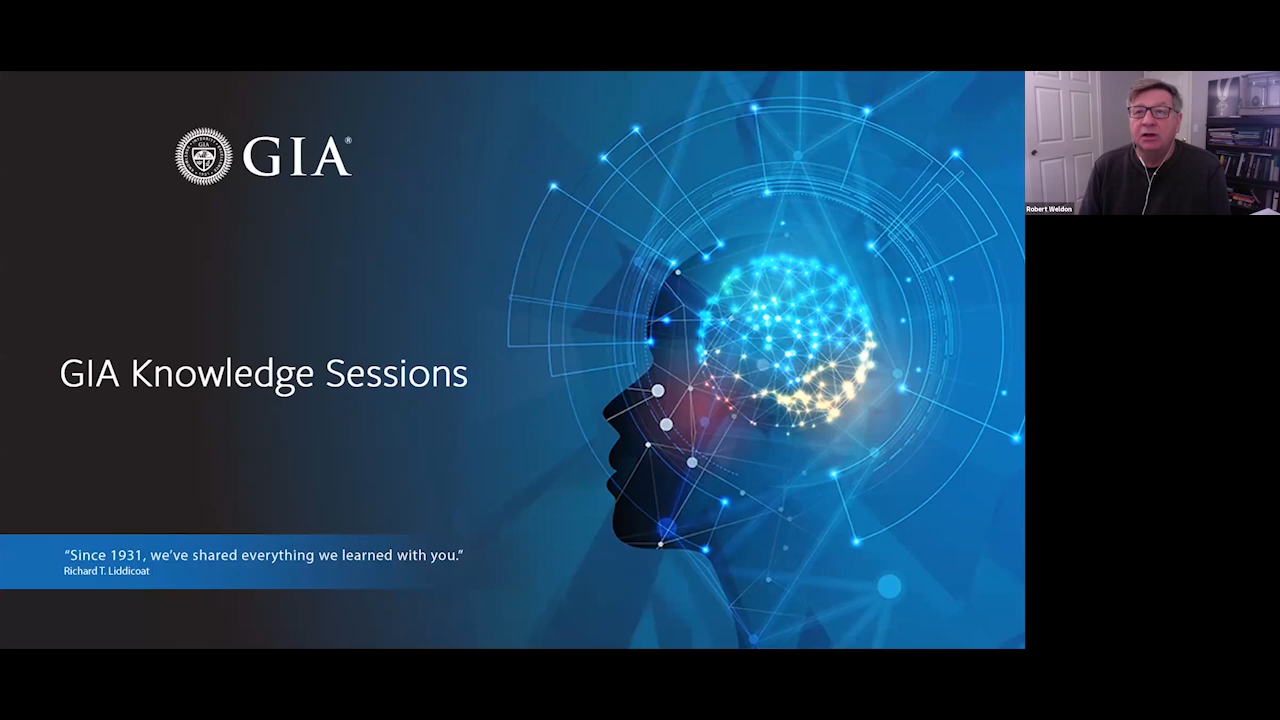 GIA®
GIA Knowledge Sessions
“Since 1931, we’ve shared everything we learned with you.”
Richard T. Liddicoat
Robert Weldon